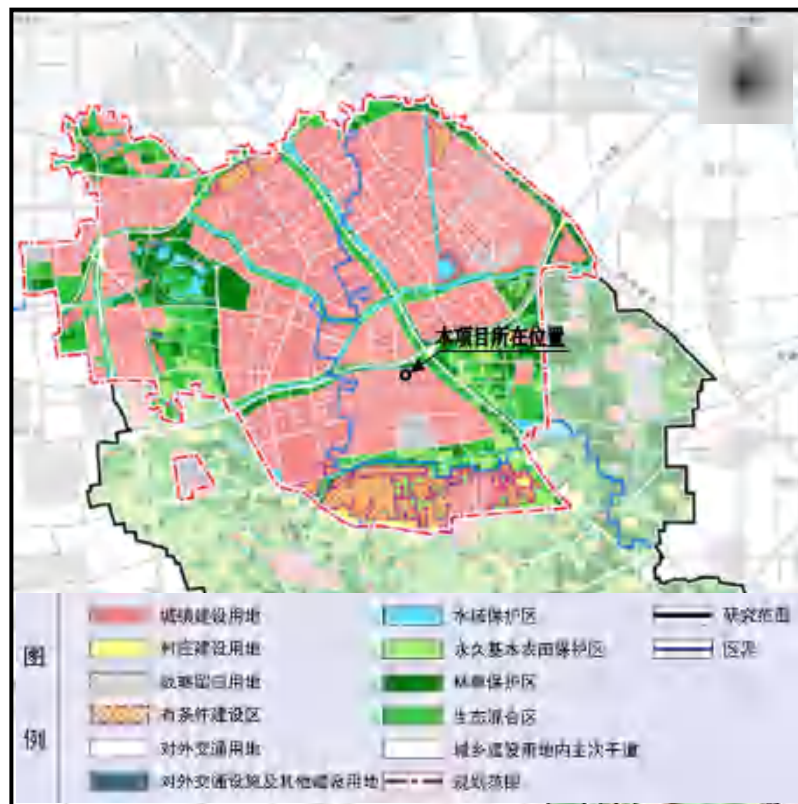 本项目所在位置
图例
城镇建设用地
水域保护区
研究范围
村庄建设用地
永久基本农田保护区
区界
战略留白用地
林草保护区
有条件建设区
生态混合区
对外交通用地
城乡建设用地内主次干道
对外交通设施及其他建设用地
规划范围